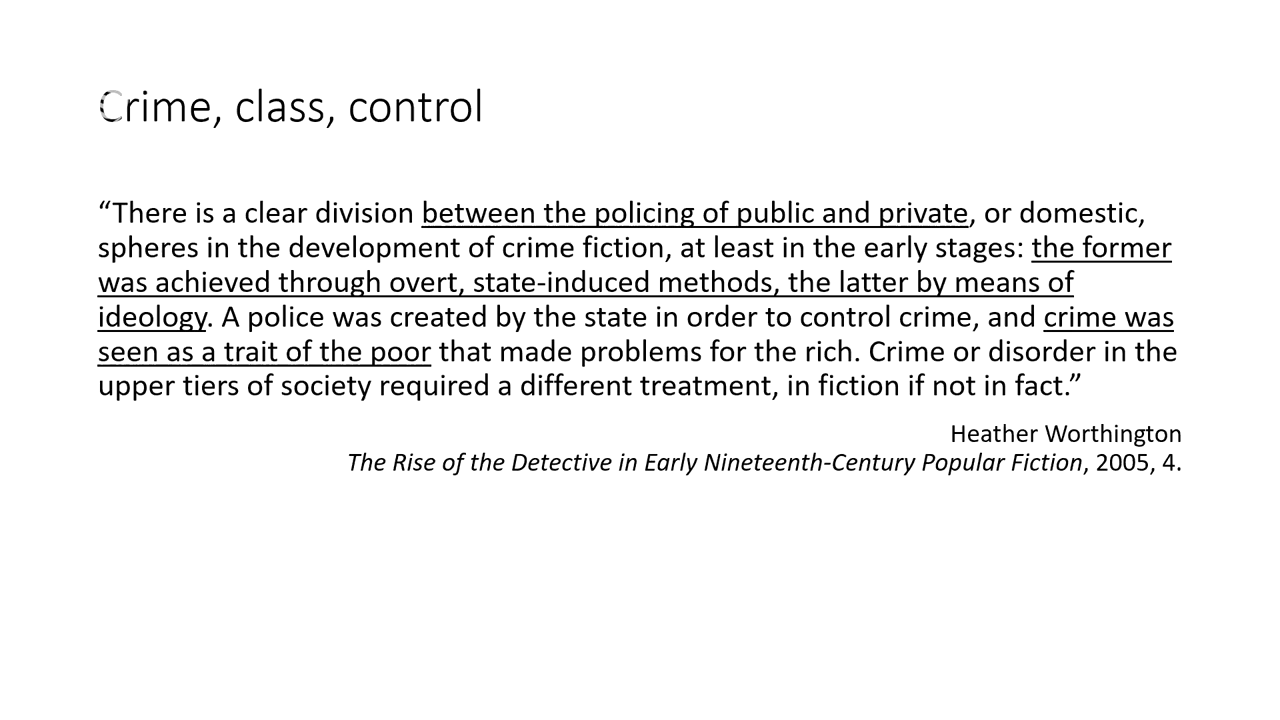 Crime, class, control
“There is a clear division between the policing of public and private, or domestic,
spheres in the development of crime fiction, at least in the early stages: the former
was achieved through overt, state-induced methods, the latter by means of
ideology. A police was created by the state in order to control crime, and crime was
seen as a trait of the poor that made problems for the rich. Crime or disorder in the
upper tiers of society required a different treatment, in fiction if not in fact.”
Heather Worthington
The Rise of the Detective in Early Nineteenth-Century Popular Fiction, 2005, 4.